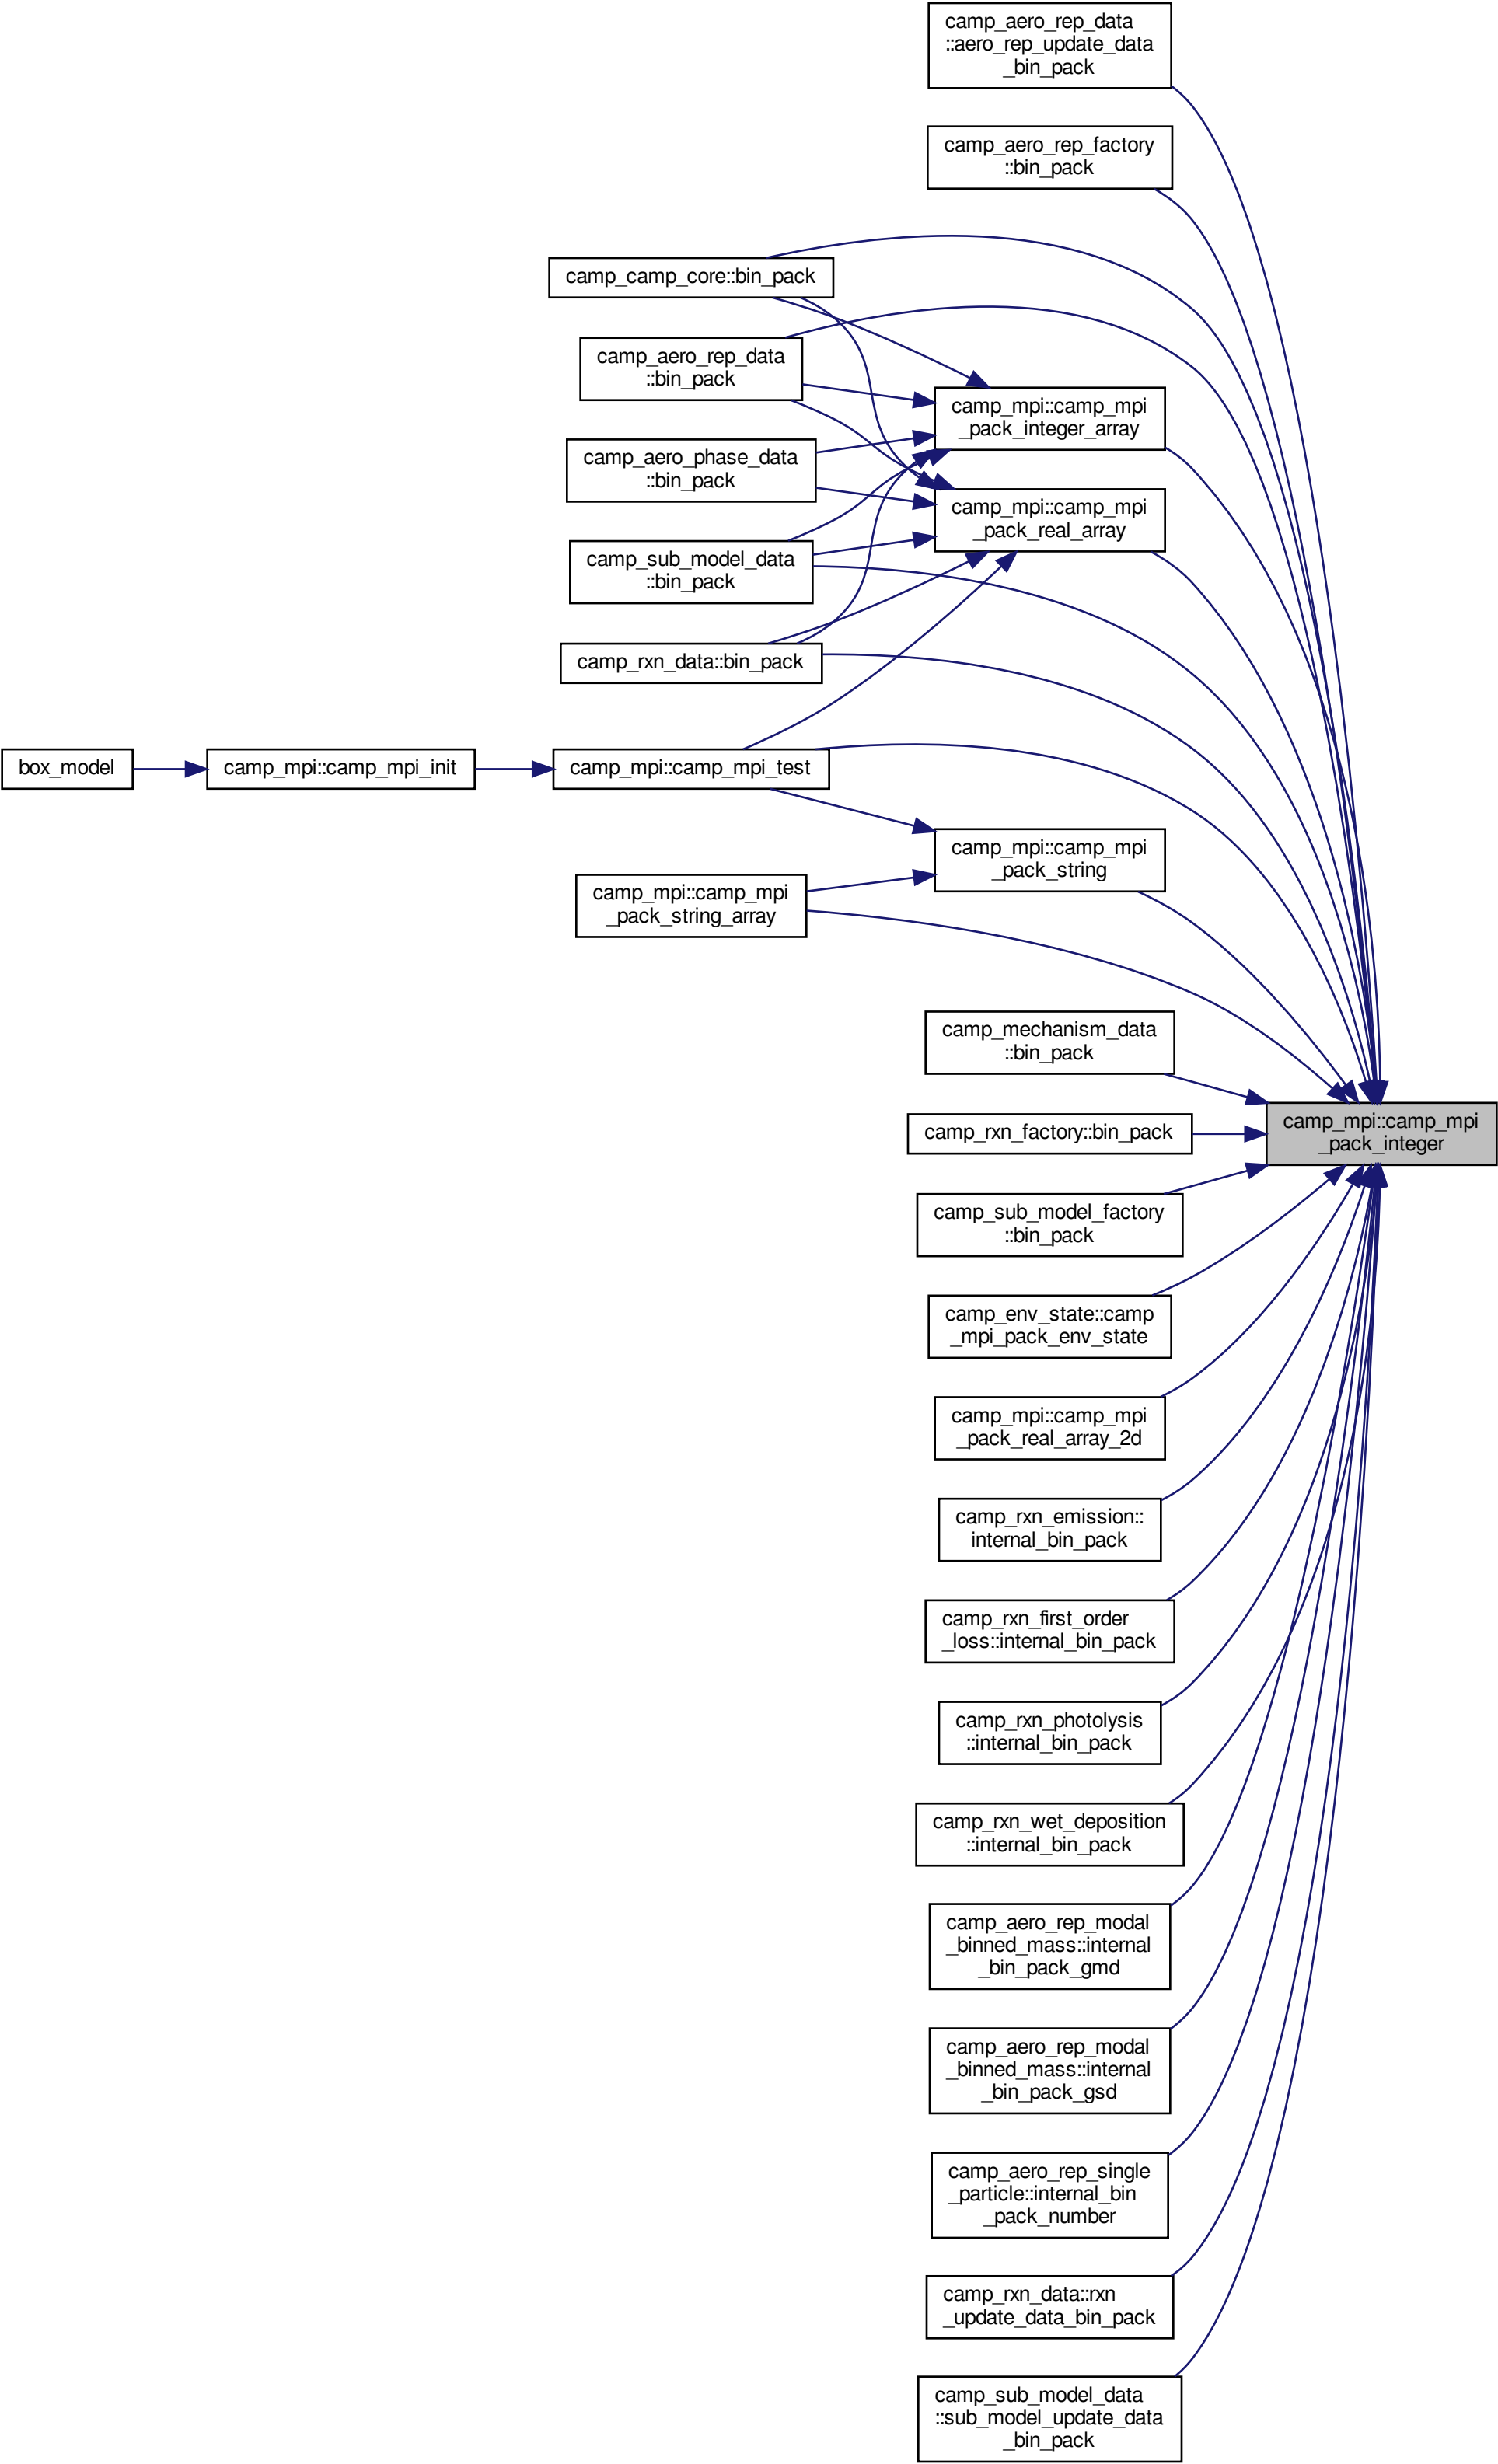 camp_aero_rep_data
::aero_rep_update_data
_bin_pack
camp_aero_rep_factory
::bin_pack
camp_camp_core::bin_pack
camp_aero_rep_data
::bin_pack
camp_mpi::camp_mpi
_pack_integer_array
camp_aero_phase_data
::bin_pack
camp_mpi::camp_mpi
_pack_real_array
camp_sub_model_data
::bin_pack
camp_rxn_data::bin_pack
box_model
camp_mpi::camp_mpi_init
camp_mpi::camp_mpi_test
camp_mpi::camp_mpi
_pack_string
camp_mpi::camp_mpi
_pack_string_array
camp_mechanism_data
::bin_pack
camp_rxn_factory::bin_pack
camp_mpi::camp_mpi
_pack_integer
camp_sub_model_factory
::bin_pack
camp_env_state::camp
_mpi_pack_env_state
camp_mpi::camp_mpi
_pack_real_array_2d
camp_rxn_emission::
internal_bin_pack
camp_rxn_first_order
_loss::internal_bin_pack
camp_rxn_photolysis
::internal_bin_pack
camp_rxn_wet_deposition
::internal_bin_pack
camp_aero_rep_modal
_binned_mass::internal
_bin_pack_gmd
camp_aero_rep_modal
_binned_mass::internal
_bin_pack_gsd
camp_aero_rep_single
_particle::internal_bin
_pack_number
camp_rxn_data::rxn
_update_data_bin_pack
camp_sub_model_data
::sub_model_update_data
_bin_pack